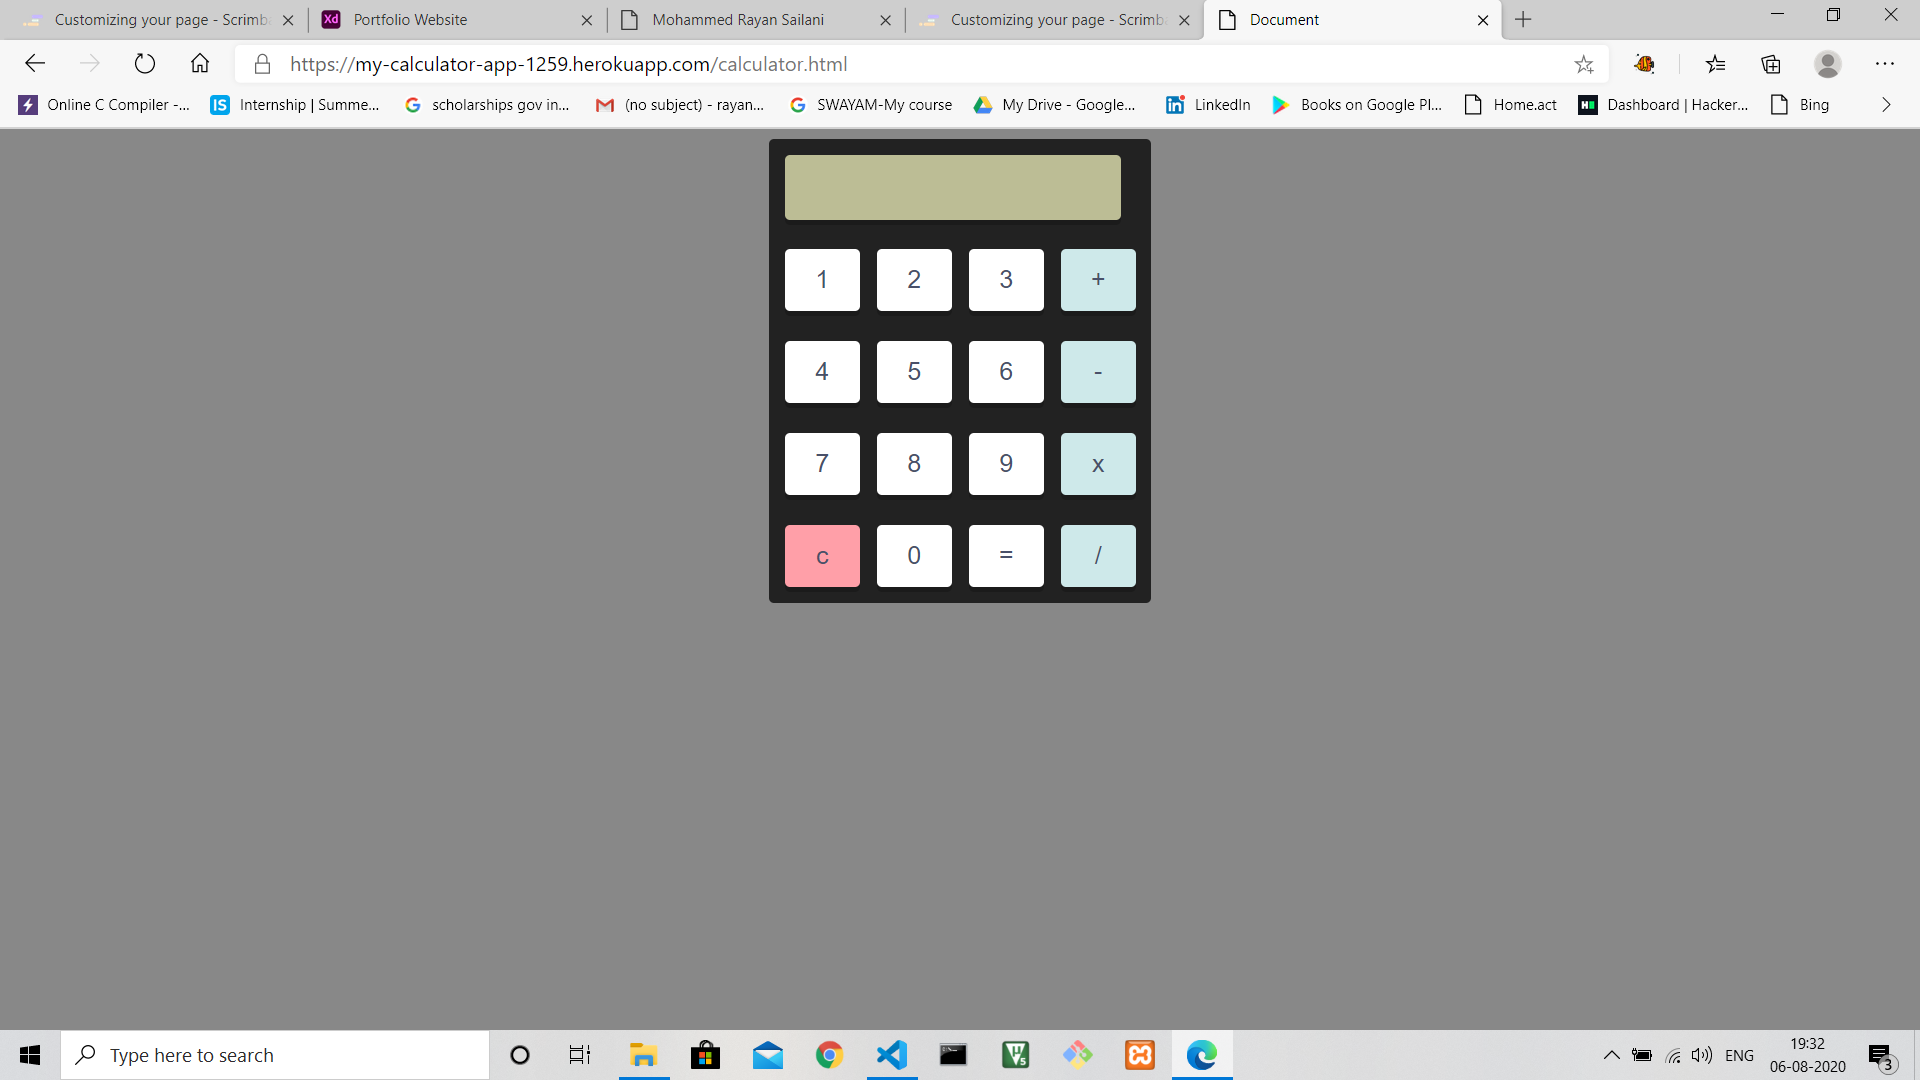 Customizing your page - Scrimb
Portfolio Website
Mohammed Rayan Sailani
Customizing your page - Scrimb
Document
https://my-calculator-app-1259.herokuapp.com/calculator.html
Online C Compiler -...
IS Internship | Summe...
scholarships gov in...
(no subject) - rayan...
SWAYAM-My course
My Drive - Google...
LinkedIn
Books on Google Pl...
Home.act
Dashboard | Hacker...
Bing
1 2 3 +
4 5 6 -
7 8 9 x
c 0 = /
Type here to search
ENG
19:32
06-08-2020
3